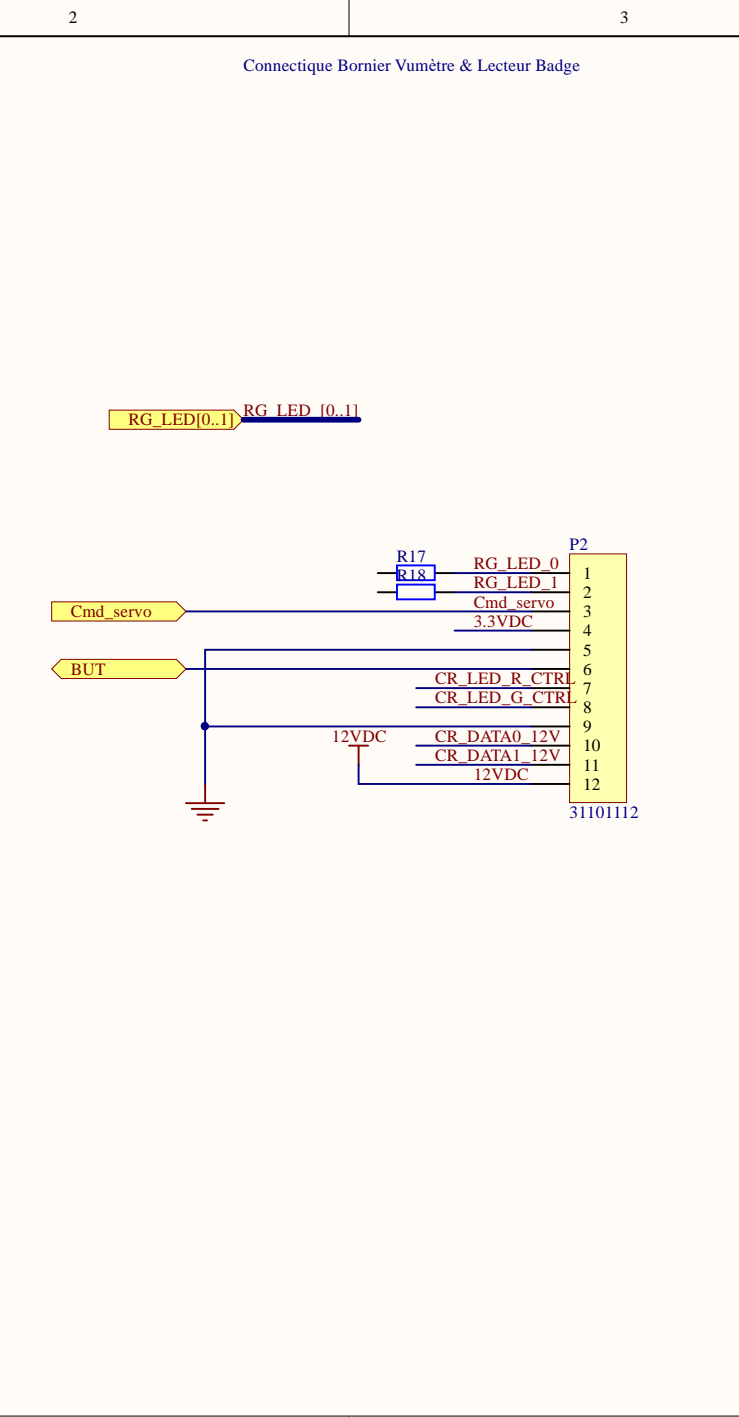 2 3
Connectique Bornier Vumètre & Lecteur Badge
RG_LED[0..1] RG_LED_[0..1]
P2
R17 RG_LED_0 1
R18 RG_LED_1 2
Cmd_servo Cmd_servo 3
3.3VDC 4
5
BUT 6
CR_LED_R_CTRL 7
CR_LED_G_CTRL 8
9
12VDC CR_DATA0_12V 10
CR_DATA1_12V 11
12VDC 12
31101112